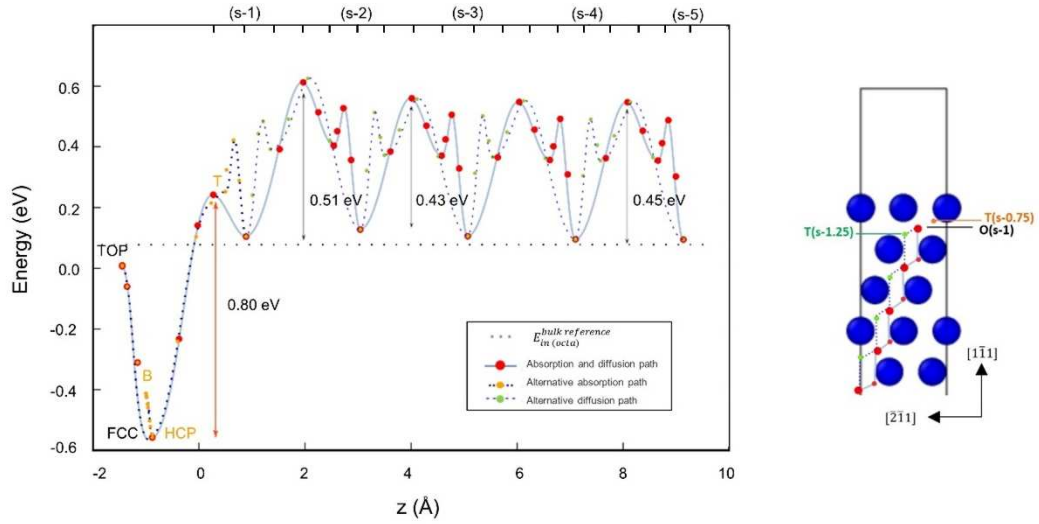 (s-1) (s-2) (s-3) (s-4) (s-5)
Energy (eV)
0.6
0.4
0.2
0.0
-0.2
-0.4
-0.6
T
TOP
B
FCC
HCP
0.80 eV
0.51 eV
0.43 eV
0.45 eV
E_{in (octa)}^{bulk reference}
Absorption and diffusion path
Alternative absorption path
Alternative diffusion path
-2 0 2 4 6 8 10
z (Å)
T(s-0.75)
O(s-1)
T(s-1.25)
[11̅1]
[2̅1̅1]